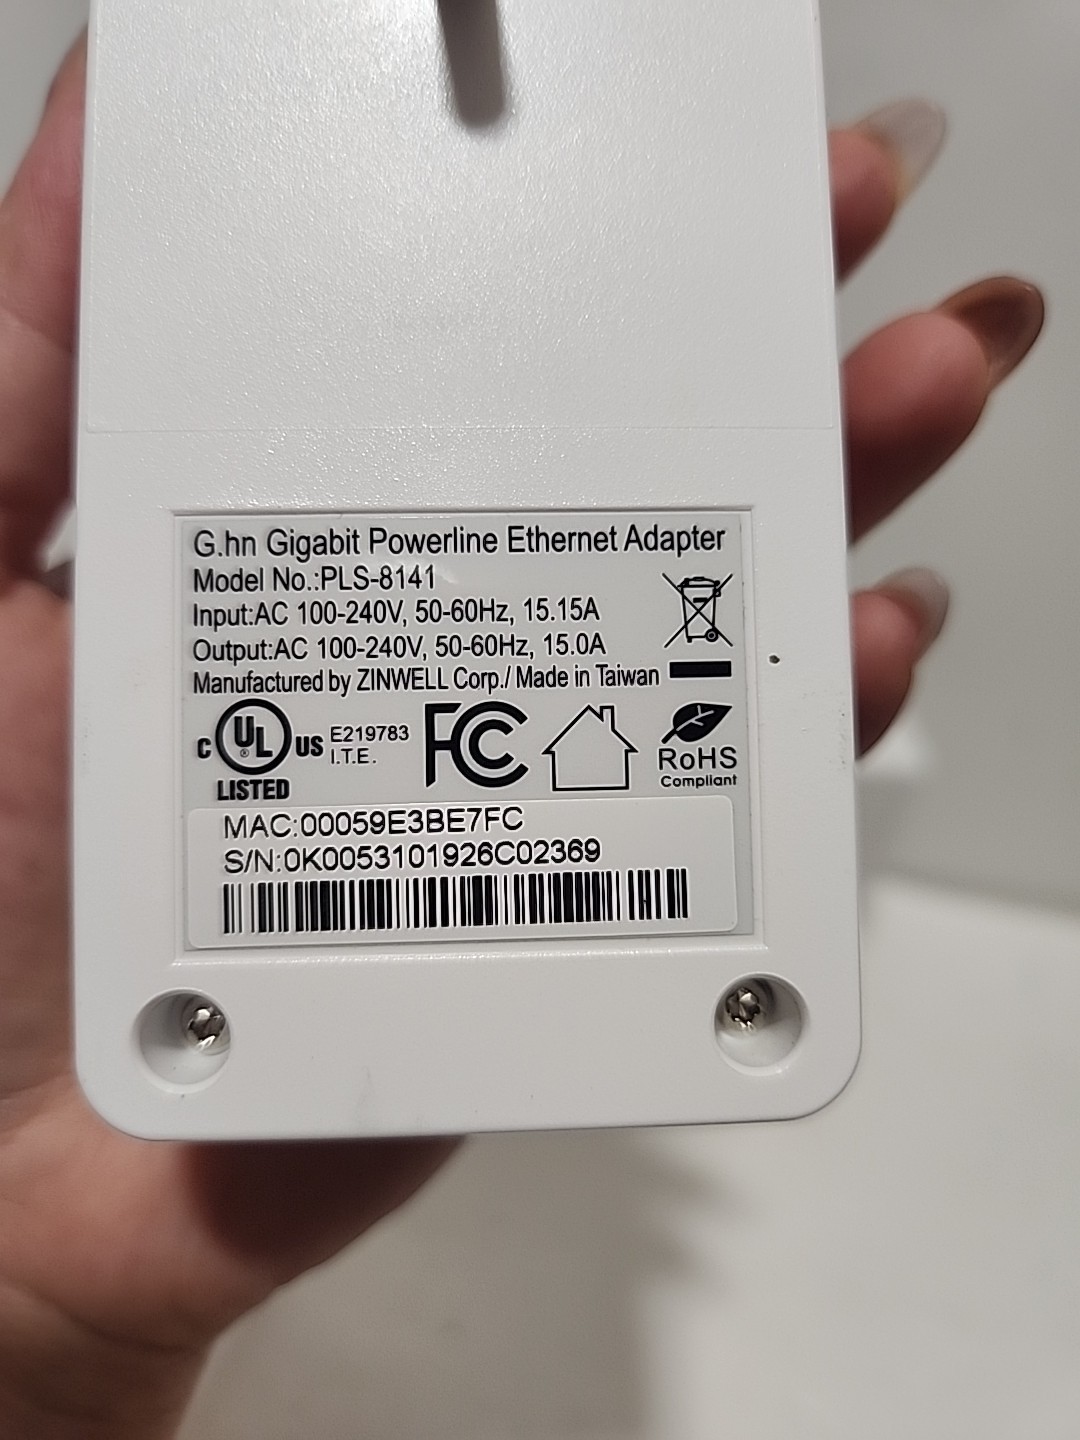 G.hn Gigabit Powerline Ethernet Adapter
Model No.:PLS-8141
Input:AC 100-240V, 50-60Hz, 15.15A
Output:AC 100-240V, 50-60Hz, 15.0A
Manufactured by ZINWELL Corp./ Made in Taiwan
C UL US LISTED
®
E219783
I.T.E.
FC
RoHS
Compliant
MAC:00059E3BE7FC
S/N:0K0053101926C02369